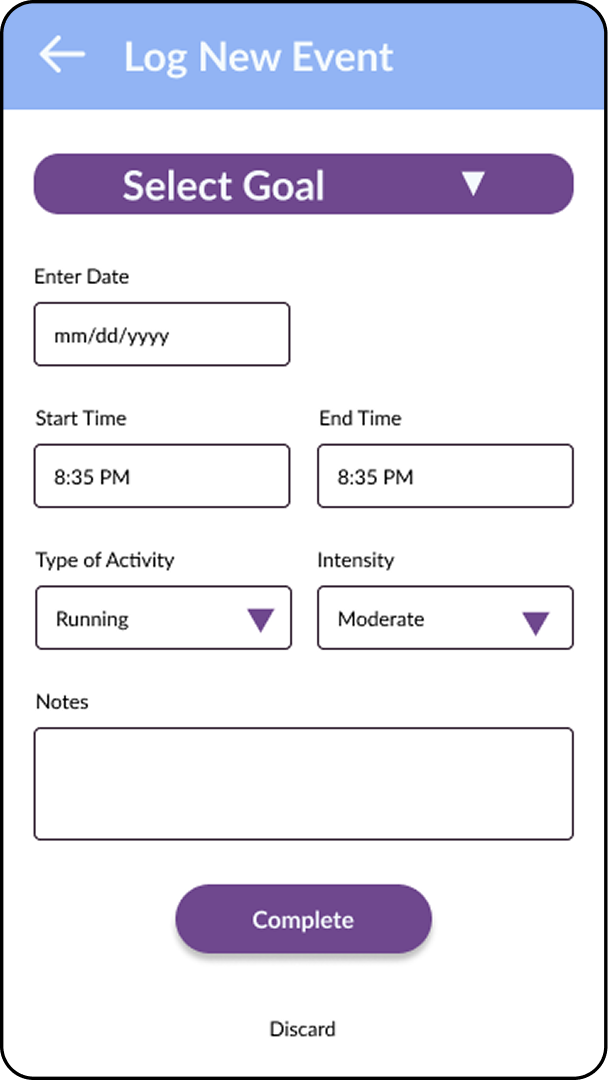 Log New Event
Select Goal
Enter Date
mm/dd/yyyy
Start Time End Time
8:35 PM 8:35 PM
Type of Activity Intensity
Running Moderate
Notes
Complete
Discard